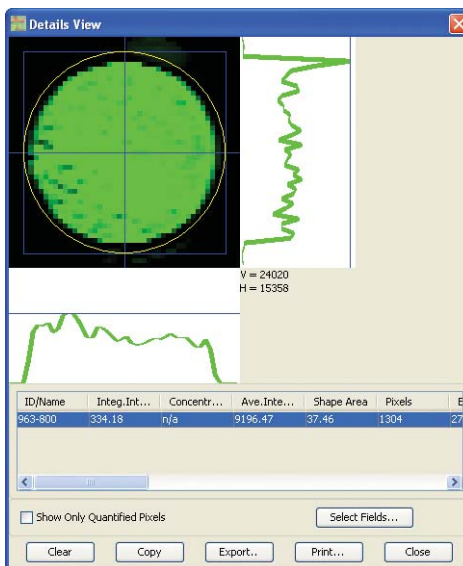 Details View
V = 24020
H = 15358
ID/Name Integ.Int... Concentr... Ave.Inte... Shape Area Pixels
963-800 334.18 n/a 9196.47 37.46 1304 27
Show Only Quantified Pixels Select Fields...
Clear Copy Export.. Print... Close